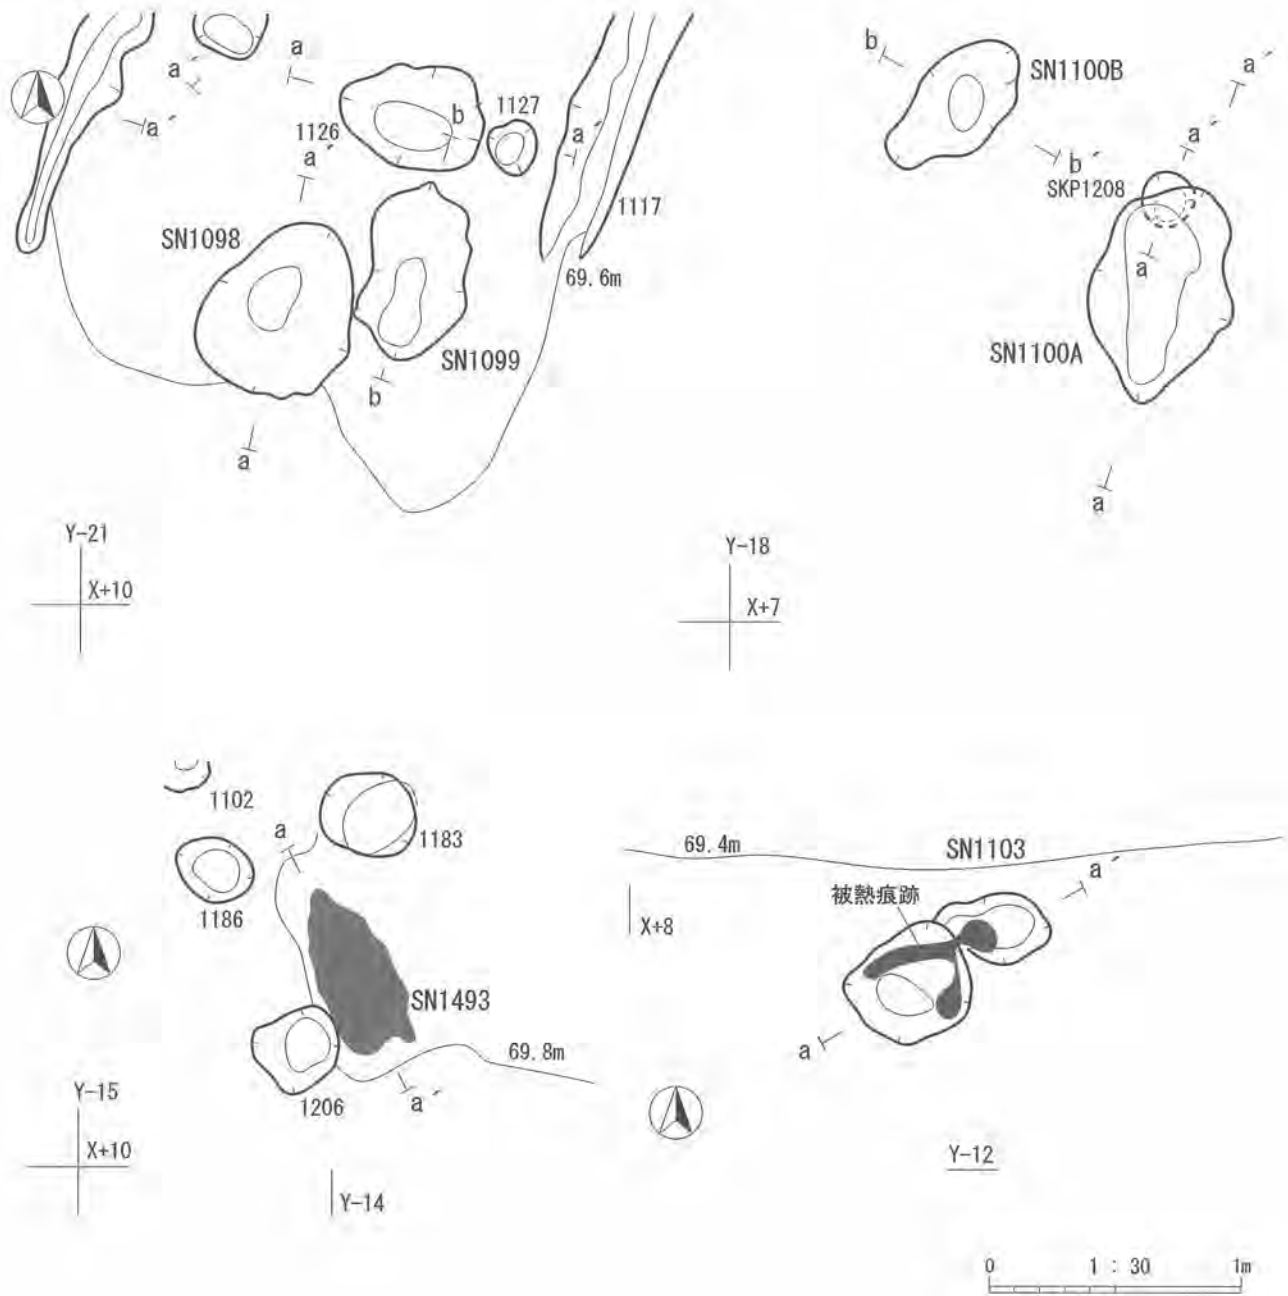 a
a´
a´
1126
b
1127
a´
a´
1117
SN1098
SN1099
69.6m
b
a
Y-21
X+10
b
SN1100B
a´
a´
b´
SKP1208
a
SN1100A
a
Y-18
X+7
1102
a
1183
1186
SN1493
69.8m
a´
1206
Y-15
X+10
Y-14
69.4m
SN1103
被熱痕跡
a´
X+8
a
Y-12
0 1 : 30 1m